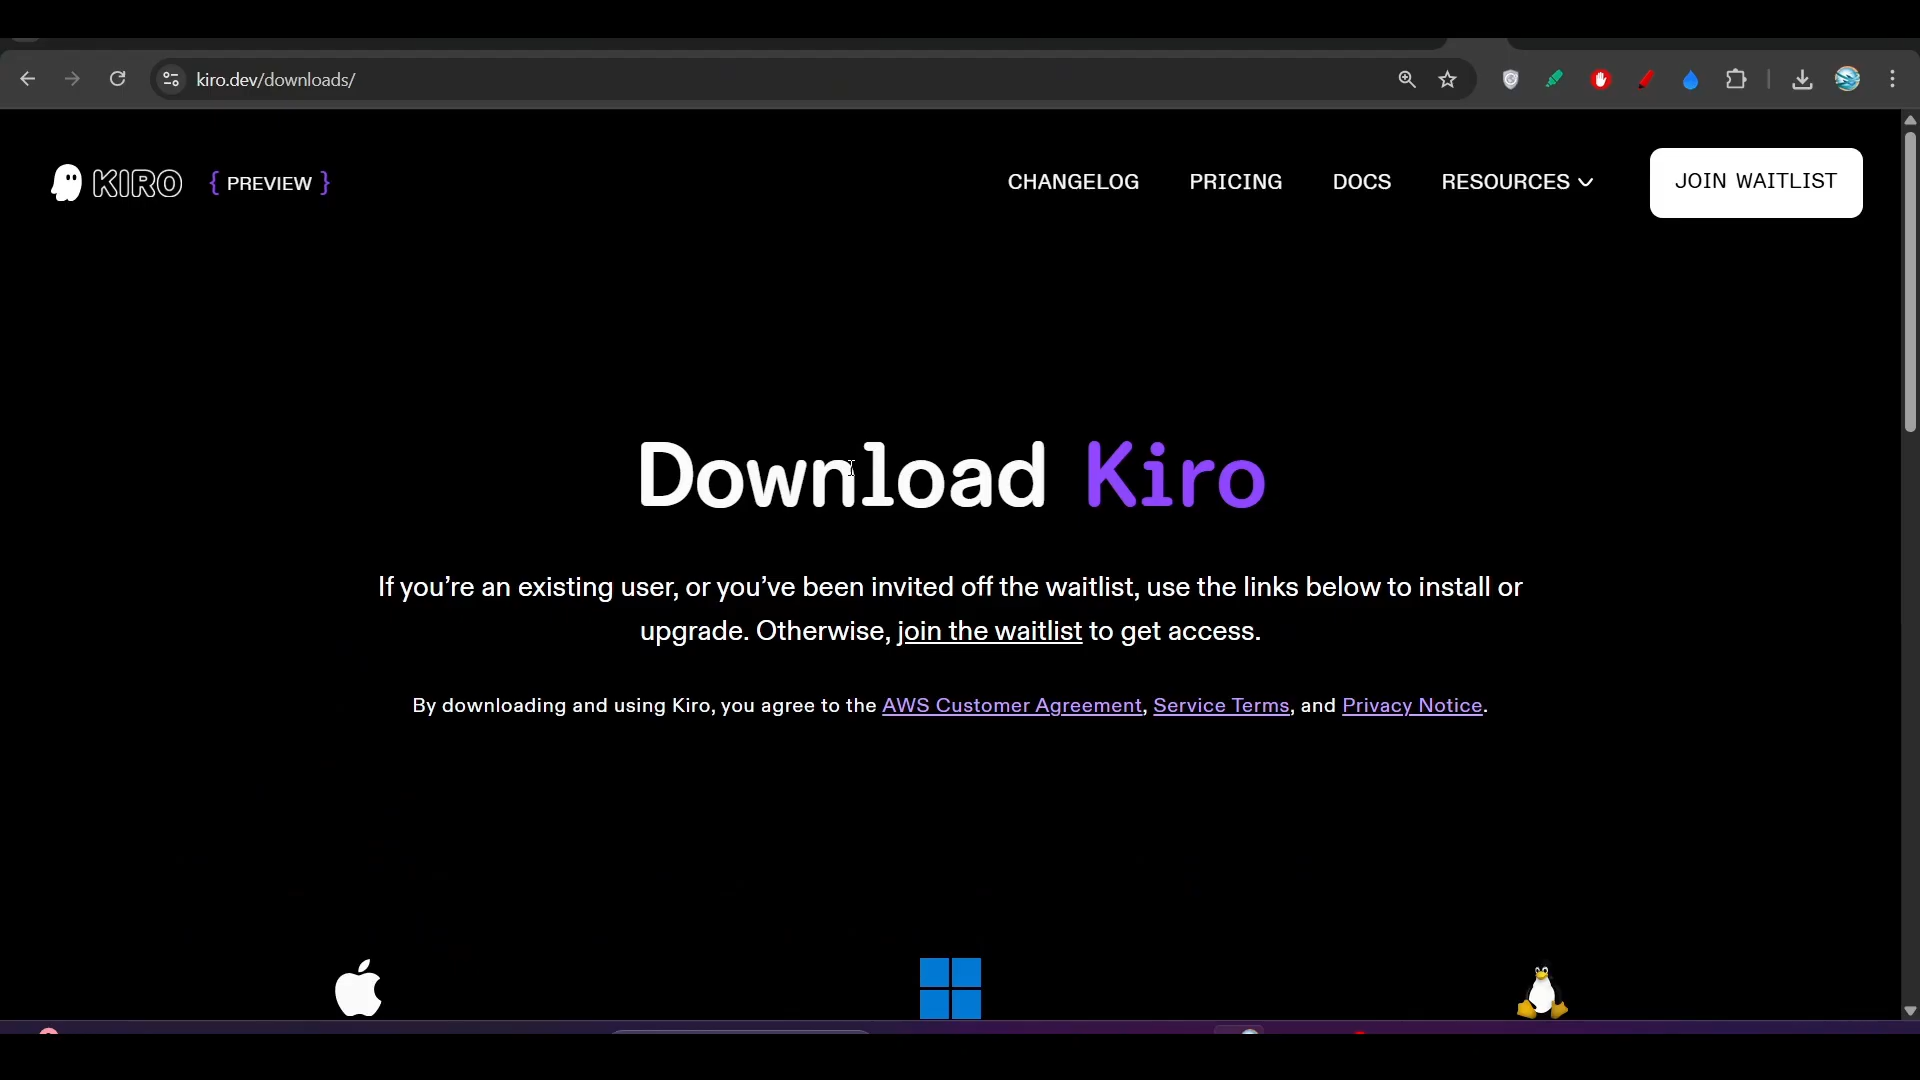 kiro.dev/downloads/
KIRO { PREVIEW } CHANGELOG PRICING DOCS RESOURCES JOIN WAITLIST
Download Kiro
If you’re an existing user, or you’ve been invited off the waitlist, use the links below to install or
upgrade. Otherwise, join the waitlist to get access.
By downloading and using Kiro, you agree to the AWS Customer Agreement, Service Terms, and Privacy Notice.